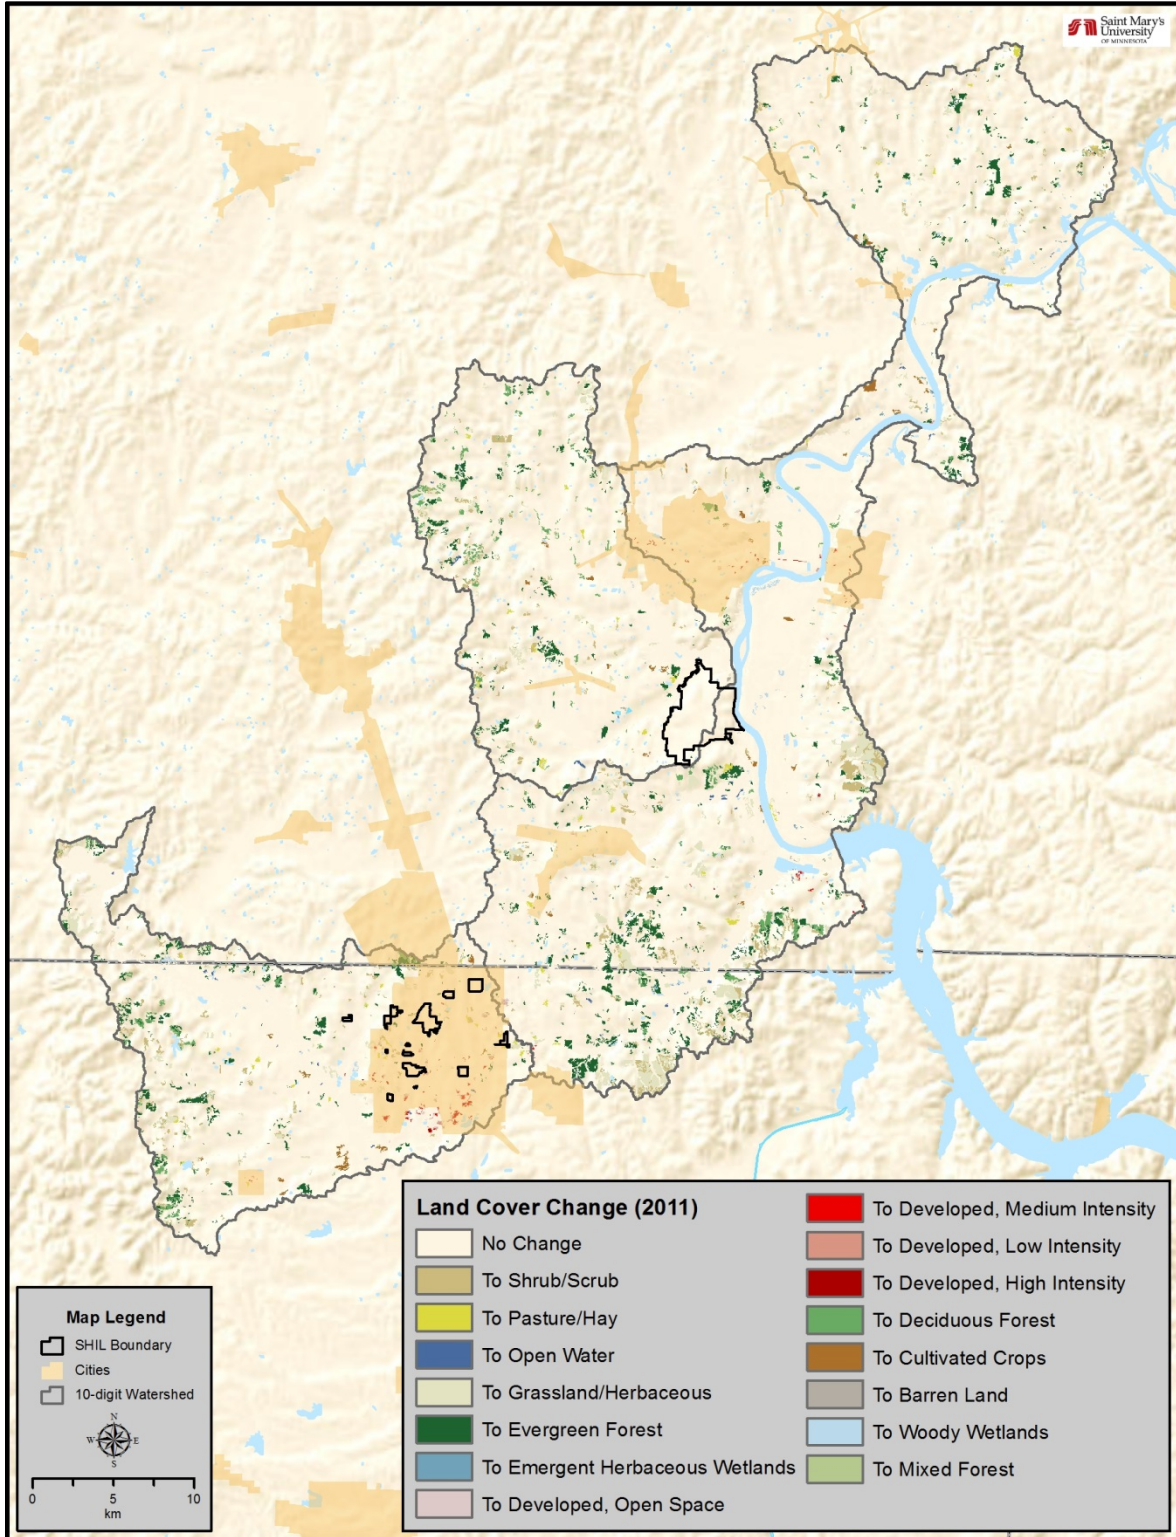 Saint Mary's
University
OF MINNESOTA
Land Cover Change (2011)
No Change
To Shrub/Scrub
To Pasture/Hay
To Open Water
To Grassland/Herbaceous
To Evergreen Forest
To Emergent Herbaceous Wetlands
To Developed, Open Space
To Developed, Medium Intensity
To Developed, Low Intensity
To Developed, High Intensity
To Deciduous Forest
To Cultivated Crops
To Barren Land
To Woody Wetlands
To Mixed Forest
Map Legend
SHIL Boundary
Cities
10-digit Watershed
N
W E
S
0 5 10
km